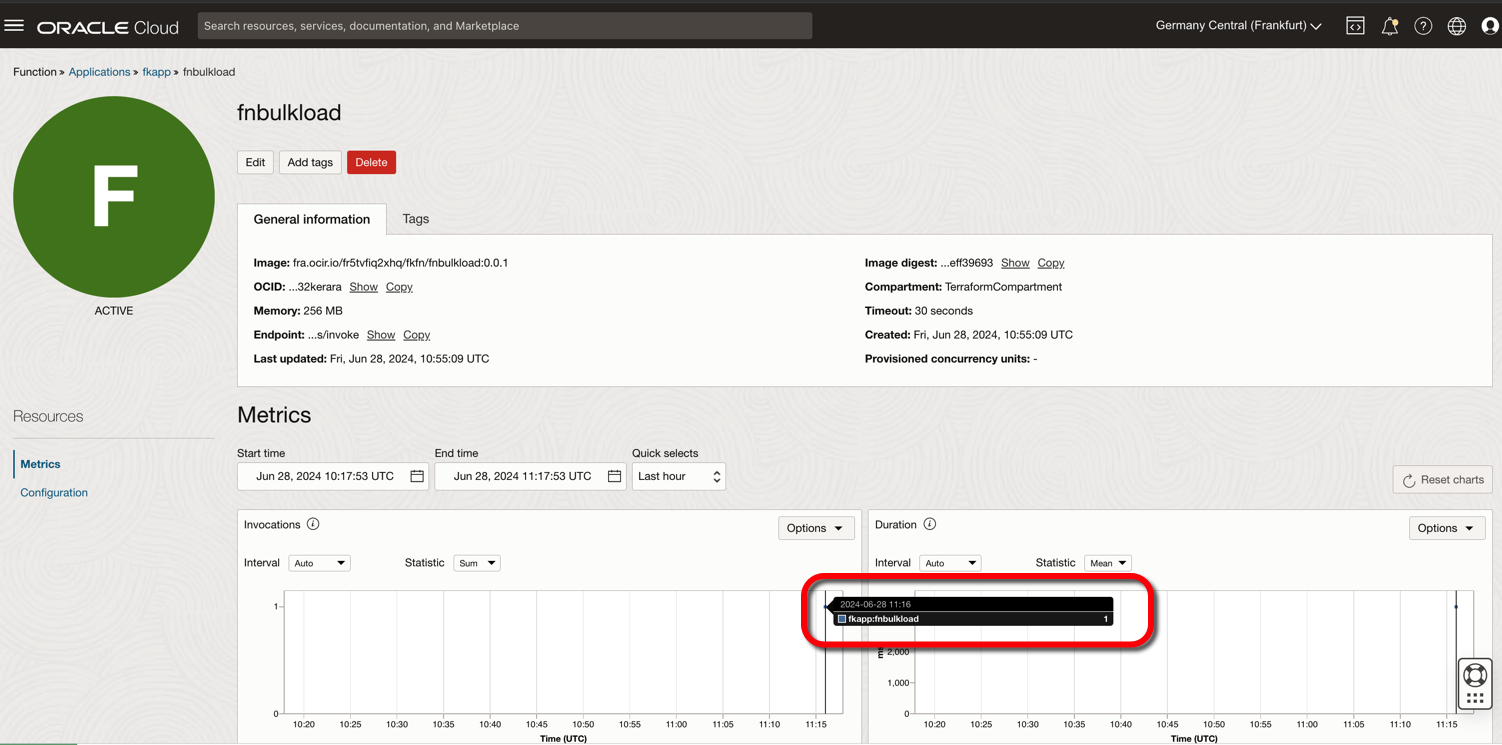 ORACLE Cloud
Search resources, services, documentation, and Marketplace
Germany Central (Frankfurt)
Function » Applications » fkapp » fnbulkload
F
ACTIVE
fnbulkload
Edit Add tags Delete
General information Tags
Image: fra.ocir.io/fr5tvfiq2xhq/fkfn/fnbulkload:0.0.1
OCID: ...32kerara Show Copy
Memory: 256 MB
Endpoint: ...s/invoke Show Copy
Last updated: Fri, Jun 28, 2024, 10:55:09 UTC
Image digest: ...eff39693 Show Copy
Compartment: TerraformCompartment
Timeout: 30 seconds
Created: Fri, Jun 28, 2024, 10:55:09 UTC
Provisioned concurrency units: -
Resources
Metrics
Configuration
Metrics
Start time End time Quick selects
Jun 28, 2024 10:17:53 UTC Jun 28, 2024 11:17:53 UTC Last hour
Reset charts
Invocations
Options
Interval Auto Statistic Sum
1
0
10:20 10:25 10:30 10:35 10:40 10:45 10:50 10:55 11:00 11:05 11:10 11:15
Time (UTC)
2024-06-28 11:16
fkapp:fnbulkload 1
Duration
Options
Interval Auto Statistic Mean
2,000
1,000
0
10:20 10:25 10:30 10:35 10:40 10:45 10:50 10:55 11:00 11:05 11:10 11:15
Time (UTC)